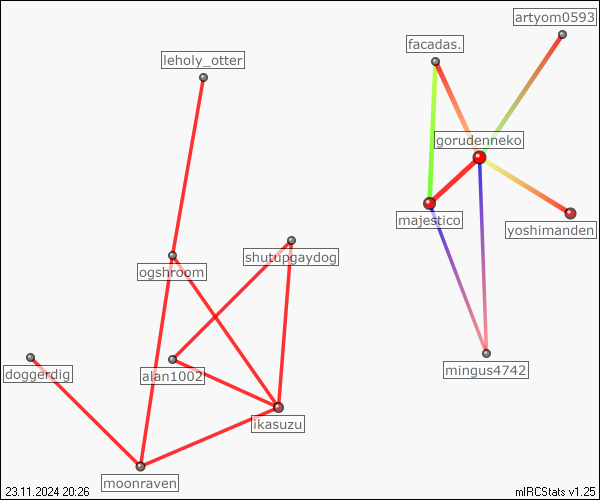 artyom0593
facadas.
leholy_otter
gorudenneko
majestico
yoshimanden
shutupgaydog
ogshroom
mingus4742
doggerdig
alan1002
ikasuzu
moonraven
23.11.2024 20:26
mIRCStats v1.25